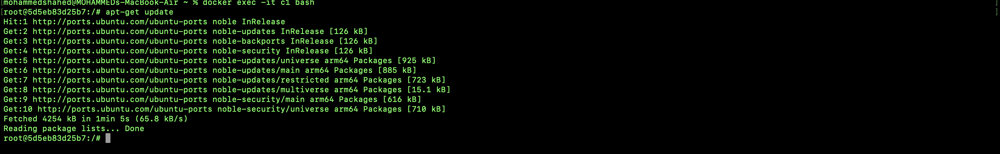 [mohammedshahed@MOHAMMEDs-MacBook-Air ~ % docker exec -it c1 bash ]
[root@5d5eb83d25b7:/# apt-get update ]
Hit:1 http://ports.ubuntu.com/ubuntu-ports noble InRelease
Get:2 http://ports.ubuntu.com/ubuntu-ports noble-updates InRelease [126 kB]
Get:3 http://ports.ubuntu.com/ubuntu-ports noble-backports InRelease [126 kB]
Get:4 http://ports.ubuntu.com/ubuntu-ports noble-security InRelease [126 kB]
Get:5 http://ports.ubuntu.com/ubuntu-ports noble-updates/universe arm64 Packages [925 kB]
Get:6 http://ports.ubuntu.com/ubuntu-ports noble-updates/main arm64 Packages [885 kB]
Get:7 http://ports.ubuntu.com/ubuntu-ports noble-updates/restricted arm64 Packages [723 kB]
Get:8 http://ports.ubuntu.com/ubuntu-ports noble-updates/multiverse arm64 Packages [15.1 kB]
Get:9 http://ports.ubuntu.com/ubuntu-ports noble-security/main arm64 Packages [616 kB]
Get:10 http://ports.ubuntu.com/ubuntu-ports noble-security/universe arm64 Packages [710 kB]
Fetched 4254 kB in 1min 5s (65.8 kB/s)
Reading package lists... Done
root@5d5eb83d25b7:/#